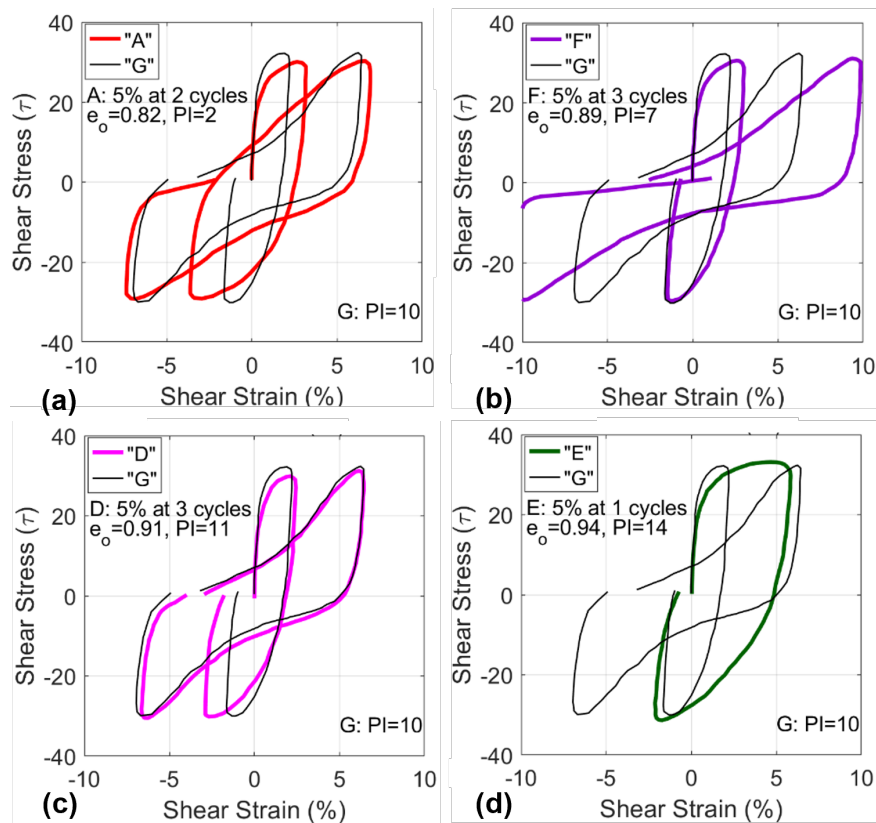 40
20
0
-20
-40
Shear Stress (τ)
"A"
"G"
A: 5% at 2 cycles
e_o=0.82, PI=2
G: PI=10
-10 -5 0 5 10
Shear Strain (%)
(a)
40
20
0
-20
-40
Shear Stress (τ)
"F"
"G"
F: 5% at 3 cycles
e_o=0.89, PI=7
G: PI=10
-10 -5 0 5 10
Shear Strain (%)
(b)
40
20
0
-20
-40
Shear Stress (τ)
"D"
"G"
D: 5% at 3 cycles
e_o=0.91, PI=11
G: PI=10
-10 -5 0 5 10
Shear Strain (%)
(c)
40
20
0
-20
-40
Shear Stress (τ)
"E"
"G"
E: 5% at 1 cycles
e_o=0.94, PI=14
G: PI=10
-10 -5 0 5 10
Shear Strain (%)
(d)